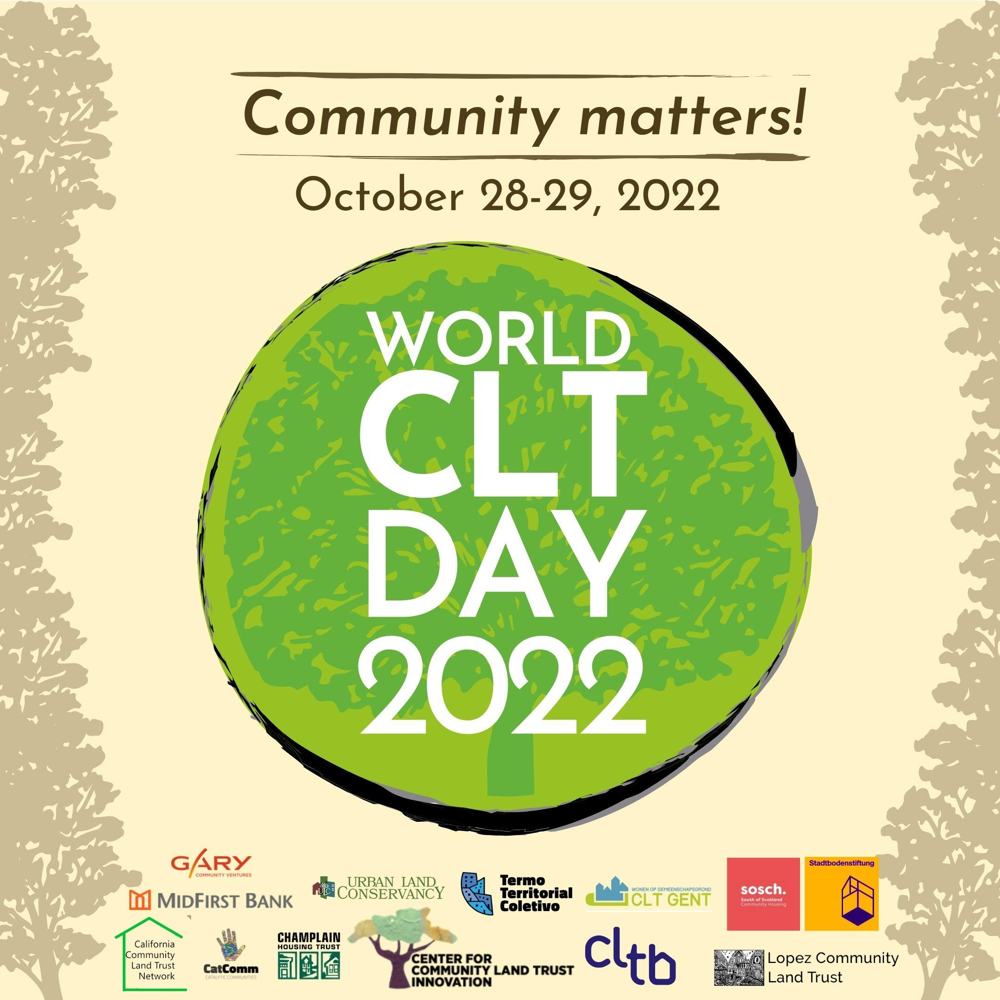 Community matters!
October 28-29, 2022
WORLD
CLT
DAY
2022
GARY
COMMUNITY VENTURES
MIDFIRST BANK
ULC
URBAN LAND
CONSERVANCY
Termo
Territorial
Coletivo
WONEN OP GEMEENSCHAPSGROND
CLT GENT
sosch.
South of Scotland
Community Housing
Stadtbodenstiftung
California
Community
Land Trust
Network
CatComm
CATALYTIC COMMUNITIES
CHAMPLAIN
HOUSING TRUST
CENTER FOR
COMMUNITY LAND TRUST
INNOVATION
cltb
Lopez Community
Land Trust